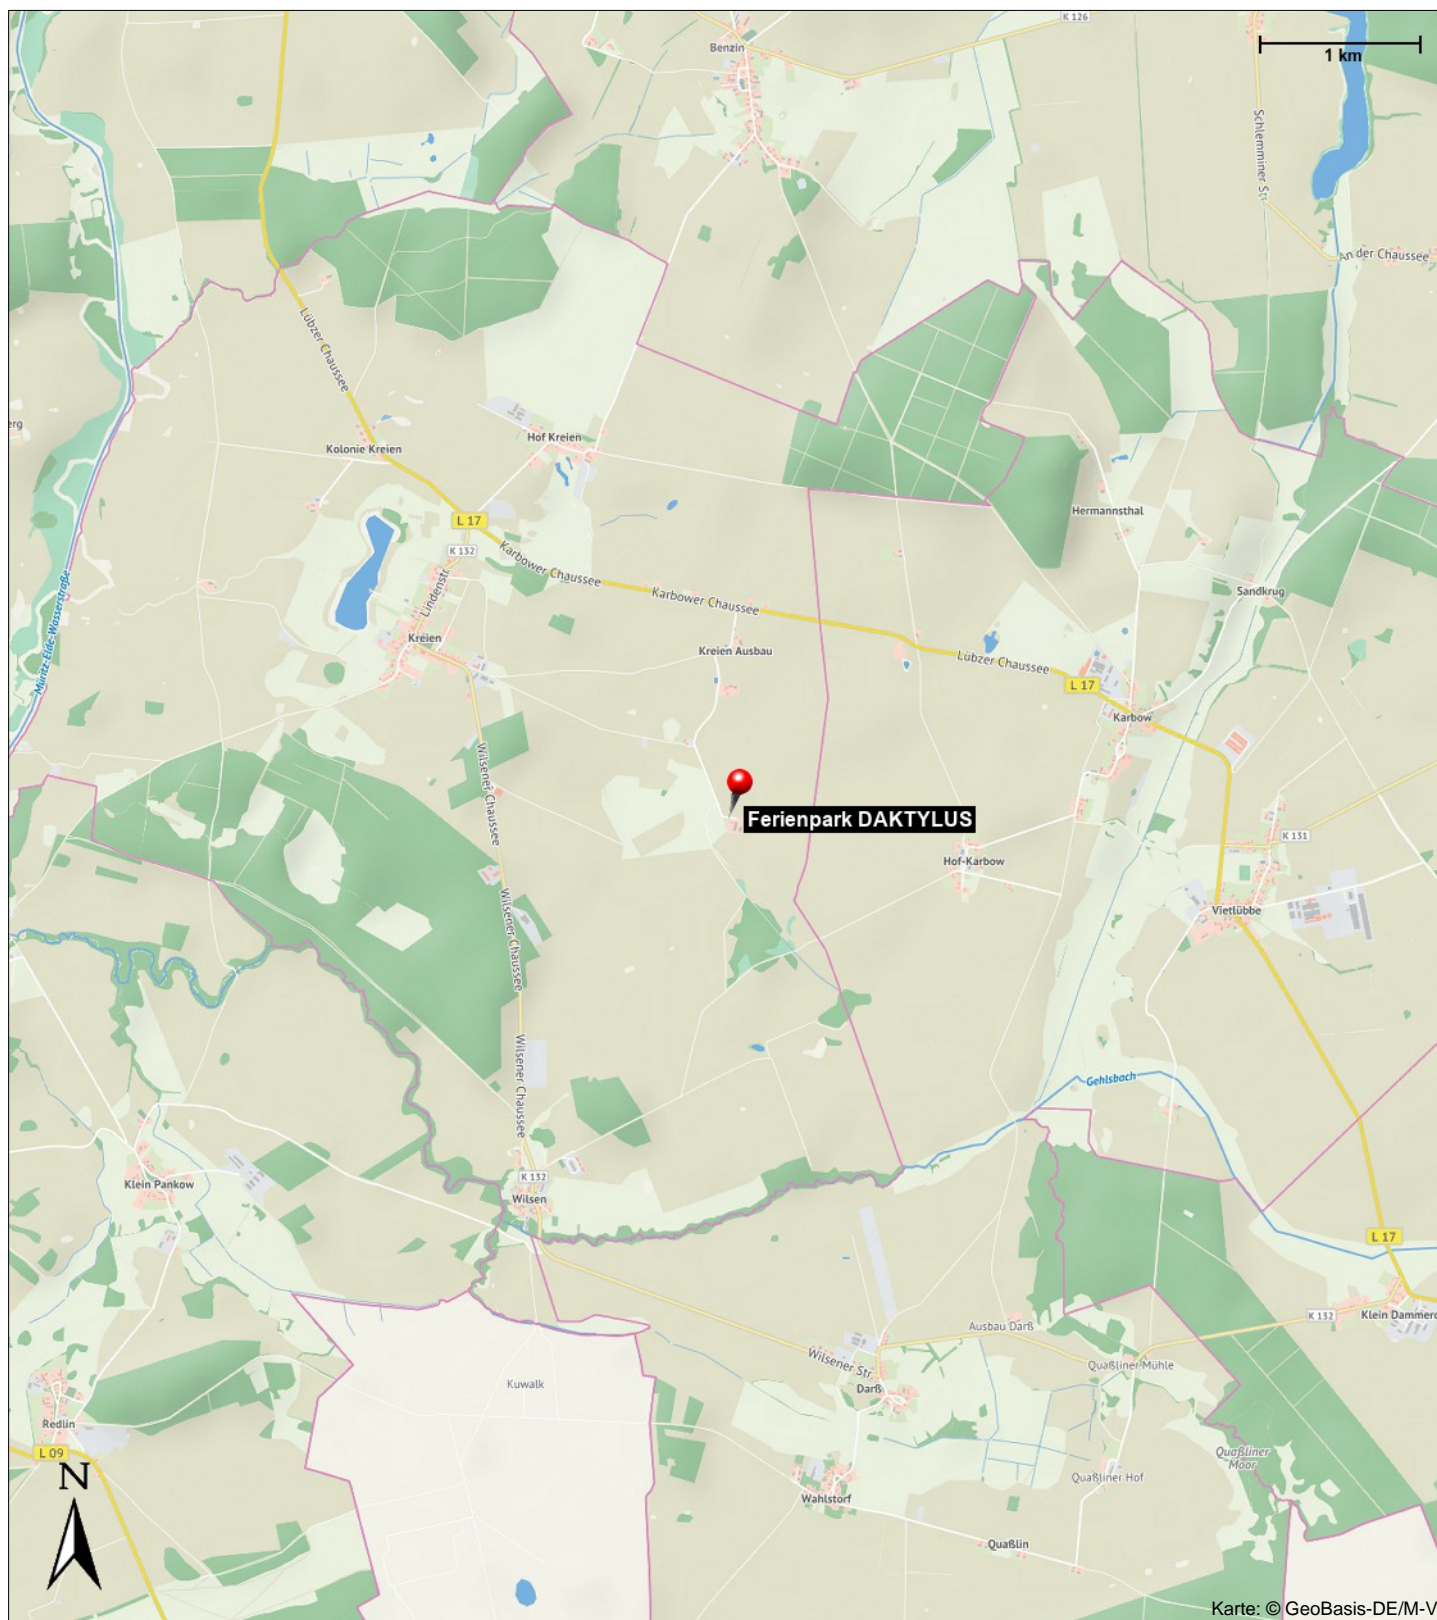 K 126
Benzin
1 km
Schlemminer Str.
An der Chaussee
Lübzer Chaussee
erg
Kolonie Kreien
Hof Kreien
L 17
K 132
Karbower Chaussee
Karbower Chaussee
Hermannsthal
Sandkrug
Lindenstr.
Müritz-Elde-Wasserstraße
Kreien
Kreien Ausbau
Lübzer Chaussee
L 17
Karbow
Wilsener Chaussee
Ferienpark DAKTYLUS
K 131
Hof-Karbow
Vietlübbe
Wilsener Chaussee
Wilsener Chaussee
Gehlsbach
Klein Pankow
K 132
Wilsen
L 17
K 132
Klein Dammerow
Ausbau Darß
Wilsener Str.
Quaßliner Mühle
Kuwalk
Darß
Redlin
L 09
Quaßliner
Moor
N
Quaßliner Hof
Wahlstorf
Quaßlin
Karte: © GeoBasis-DE/M-V